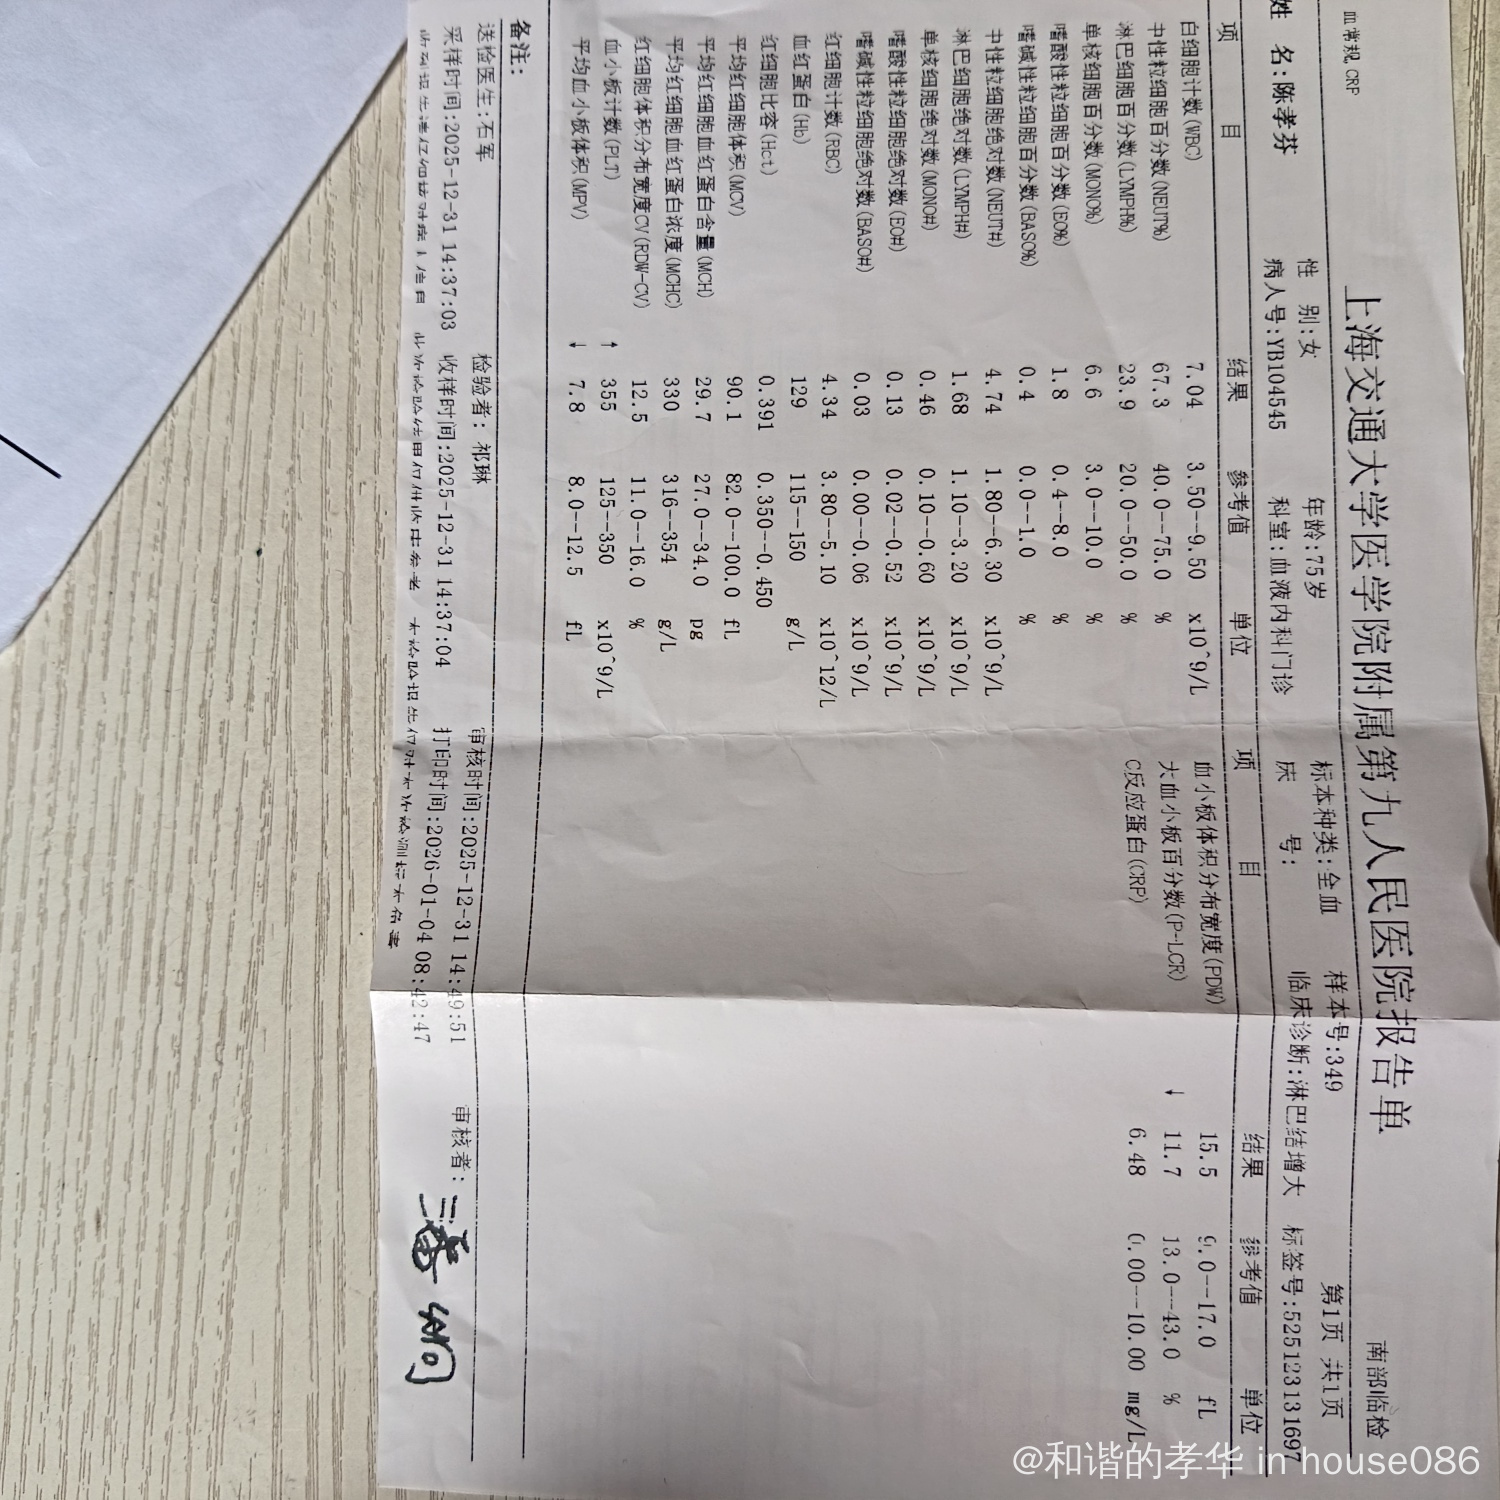 血常规 CRP
上海交通大学医学院附属第九人民医院报告单
南部临检
第1页 共1页
姓 名:陈孝芬 性 别:女 年龄:75岁 标本种类:全血 样本号:349
病人号:YB104545 科室:血液内科门诊 床 号: 临床诊断:淋巴结增大 标签号:525123131697
项 目 结果 参考值 单位 项 目 结果 参考值 单位
白细胞计数(WBC) 7.04 3.50--9.50 x10^9/L 血小板体积分布宽度(PDW) 15.5 9.0--17.0 fL
中性粒细胞百分数(NEUT%) 67.3 40.0--75.0 % 大血小板百分数(P-LCR) ↓ 11.7 13.0--43.0 %
淋巴细胞百分数(LYMPH%) 23.9 20.0--50.0 % C反应蛋白(CRP) 6.48 0.00--10.00 mg/L
单核细胞百分数(MONO%) 6.6 3.0--10.0 %
嗜酸性粒细胞百分数(EO%) 1.8 0.4--8.0 %
嗜碱性粒细胞百分数(BASO%) 0.4 0.0--1.0 %
中性粒细胞绝对数(NEUT#) 4.74 1.80--6.30 x10^9/L
淋巴细胞绝对数(LYMPH#) 1.68 1.10--3.20 x10^9/L
单核细胞绝对数(MONO#) 0.46 0.10--0.60 x10^9/L
嗜酸性粒细胞绝对数(EO#) 0.13 0.02--0.52 x10^9/L
嗜碱性粒细胞绝对数(BASO#) 0.03 0.00--0.06 x10^9/L
红细胞计数(RBC) 4.34 3.80--5.10 x10^12/L
血红蛋白(Hb) 129 115--150 g/L
红细胞比容(Hct) 0.391 0.350--0.450
平均红细胞体积(MCV) 90.1 82.0--100.0 fL
平均红细胞血红蛋白含量(MCH) 29.7 27.0--34.0 pg
平均红细胞血红蛋白浓度(MCHC) 330 316--354 g/L
红细胞体积分布宽度CV(RDW-CV) 12.5 11.0--16.0 %
血小板计数(PLT) ↑ 355 125--350 x10^9/L
平均血小板体积(MPV) ↓ 7.8 8.0--12.5 fL
备注:
送检医生:石军 检验者: 祁琳 审核时间:2025-12-31 14:49:51 审核者:
采样时间:2025-12-31 14:37:03 收样时间:2025-12-31 14:37:04 打印时间:2026-01-04 08:42:47
@和谐的孝华 in house086